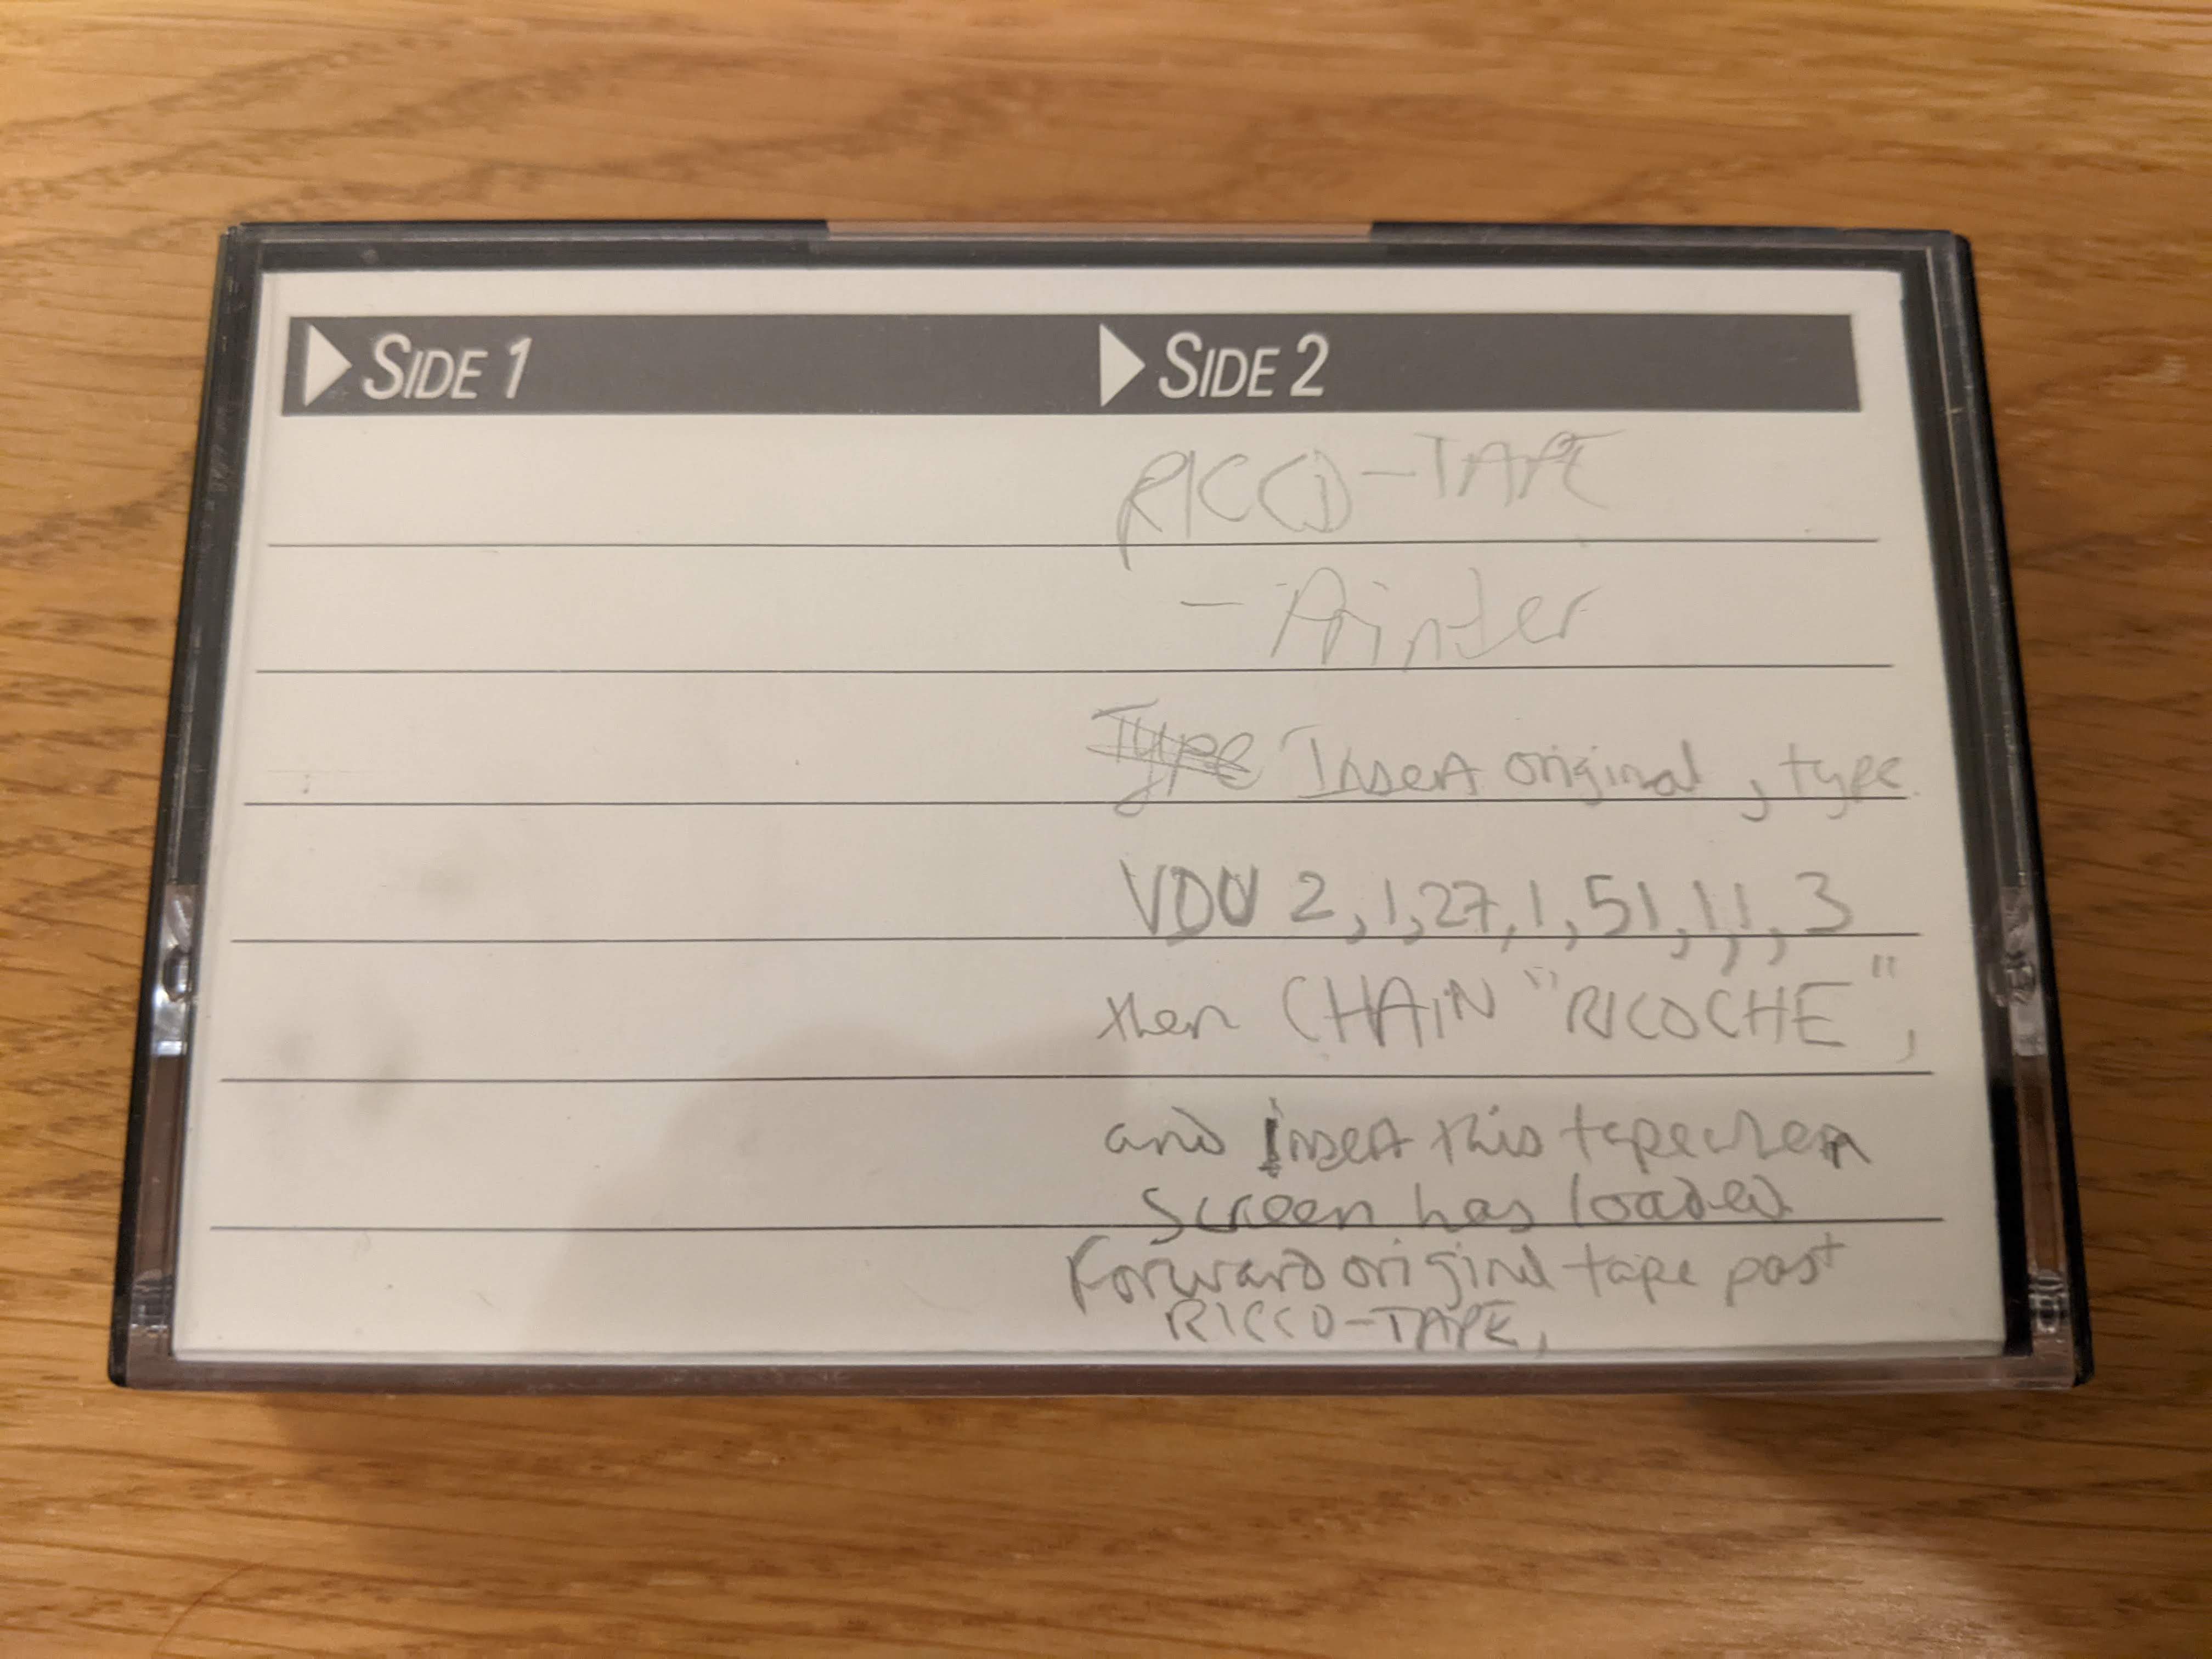 SIDE 1
SIDE 2
RICCO-TAPE
- Printer
Type Insert original, type
VDU 2,1,27,1,51,1,1,3
then CHAIN "RICOCHE",
and insert this tape when
screen has loaded
Forward original tape past
RICCO-TAPE,